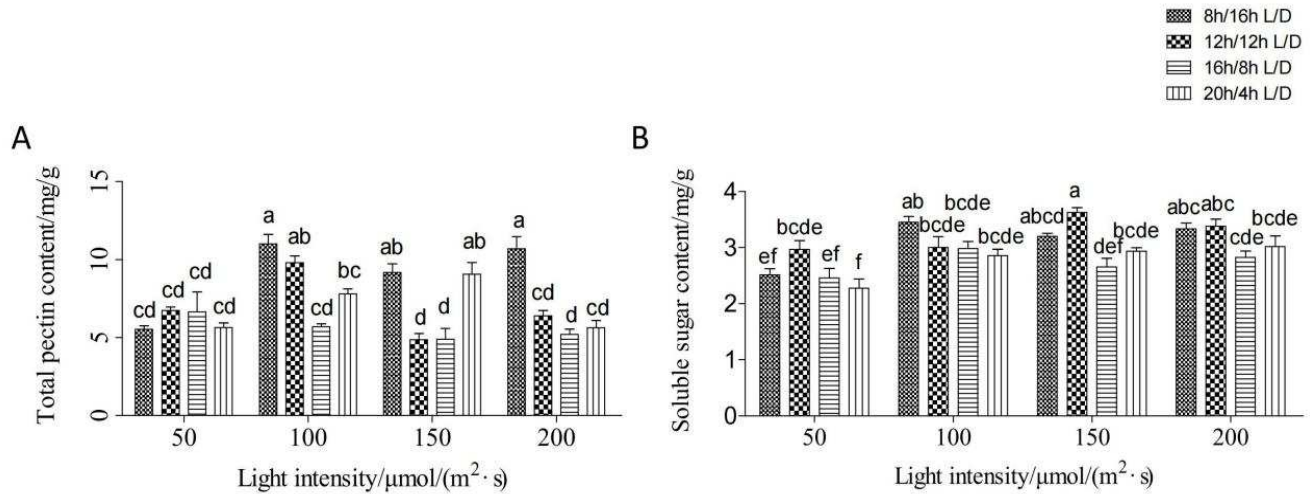 8h/16h L/D
12h/12h L/D
16h/8h L/D
20h/4h L/D
A
Total pectin content/mg/g
15
10
5
0
cd cd cd cd
a ab cd bc
ab d d ab
a cd d cd
50 100 150 200
Light intensity/μmol/(m²·s)
B
Soluble sugar content/mg/g
4
3
2
1
0
ef bcde ef f
ab bcde bcde bcde
abcd a def bcde
abc abc cde bcde
50 100 150 200
Light intensity/μmol/(m²·s)